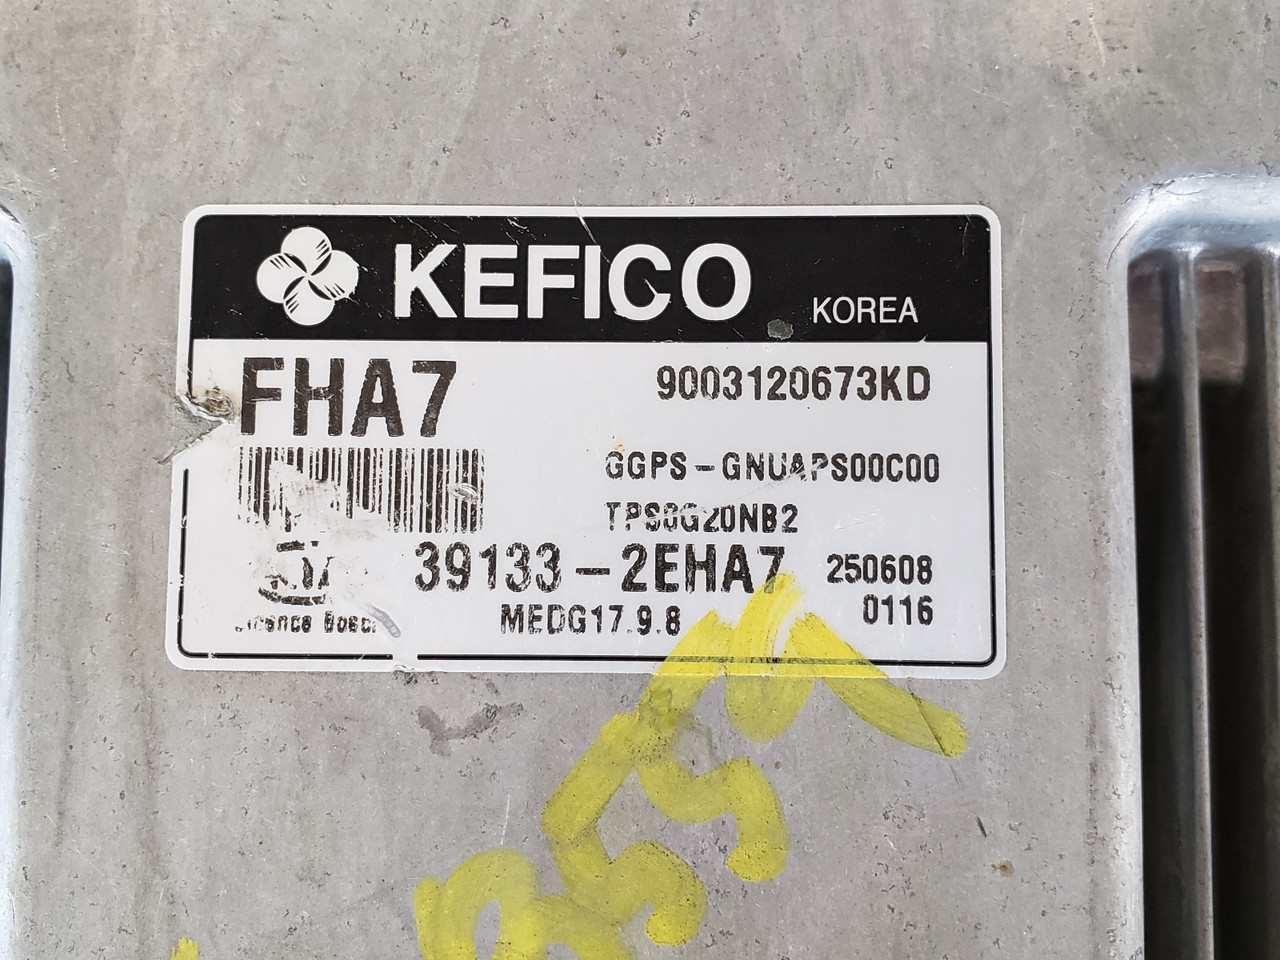 KEFICO KOREA
FHA7 9003120673KD
GGPS-GNUAPS00C00
TPS0G20NB2
39133-2EHA7 250608
MEDG17.9.8 0116